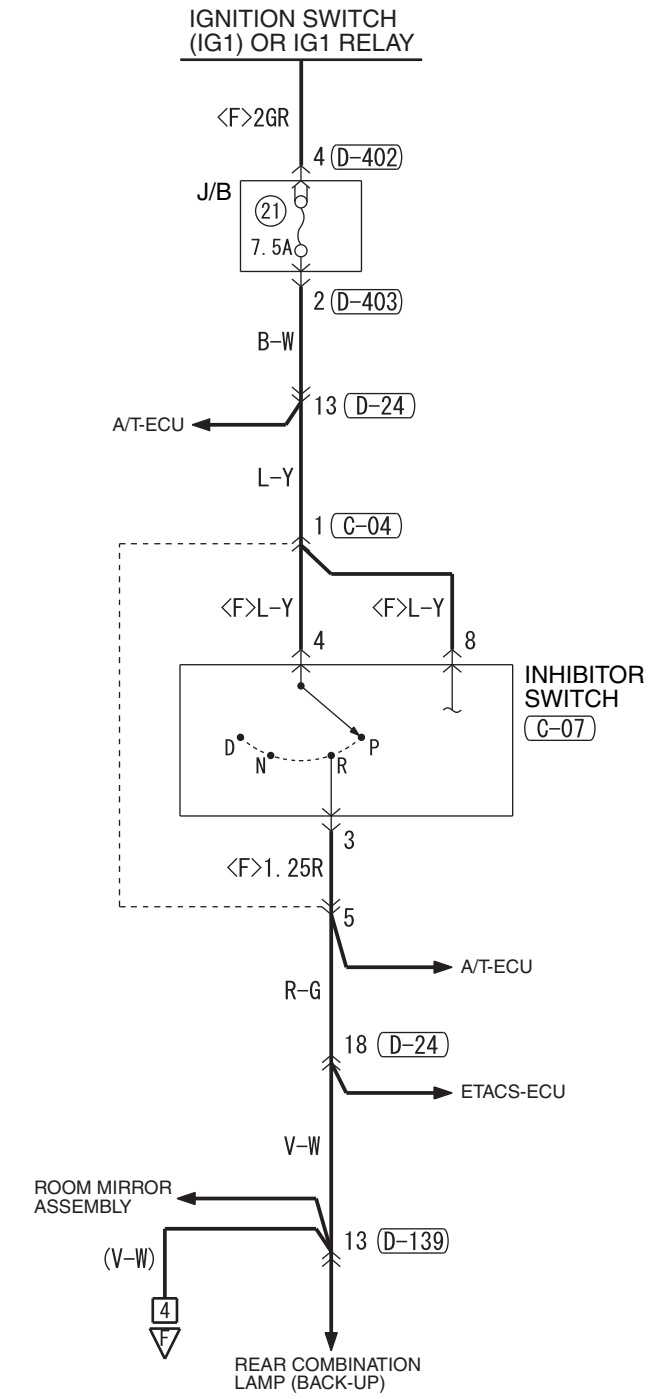 IGNITION SWITCH
(IG1) OR IG1 RELAY
<F>2GR
4 (D-402)
J/B
21
7.5A
2 (D-403)
B-W
13 (D-24)
A/T-ECU
L-Y
1 (C-04)
<F>L-Y
<F>L-Y
4
8
INHIBITOR
SWITCH
(C-07)
D
N
R
P
3
<F>1.25R
5
A/T-ECU
R-G
18 (D-24)
ETACS-ECU
V-W
ROOM MIRROR
ASSEMBLY
13 (D-139)
(V-W)
4
F
REAR COMBINATION
LAMP (BACK-UP)